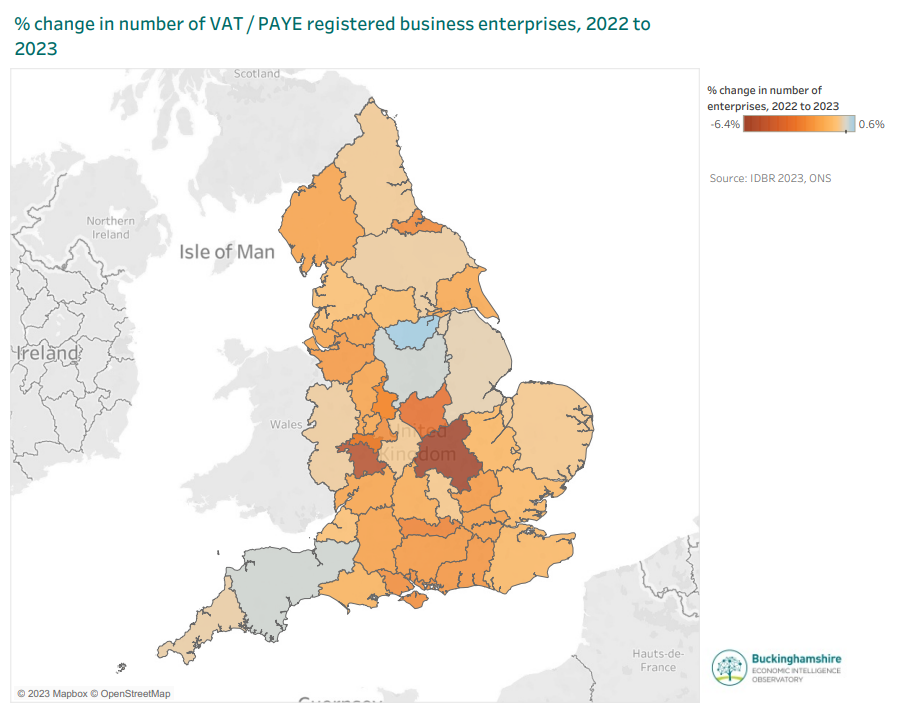 % change in number of VAT / PAYE registered business enterprises, 2022 to
2023
Scotland
% change in number of
enterprises, 2022 to 2023
-6.4%
0.6%
Source: IDBR 2023, ONS
Northern
Ireland
Isle of Man
Ireland
Wales
United
Kingdom
Hauts-de-
France
Buckinghamshire
ECONOMIC INTELLIGENCE
OBSERVATORY
© 2023 Mapbox © OpenStreetMap
Guernsey